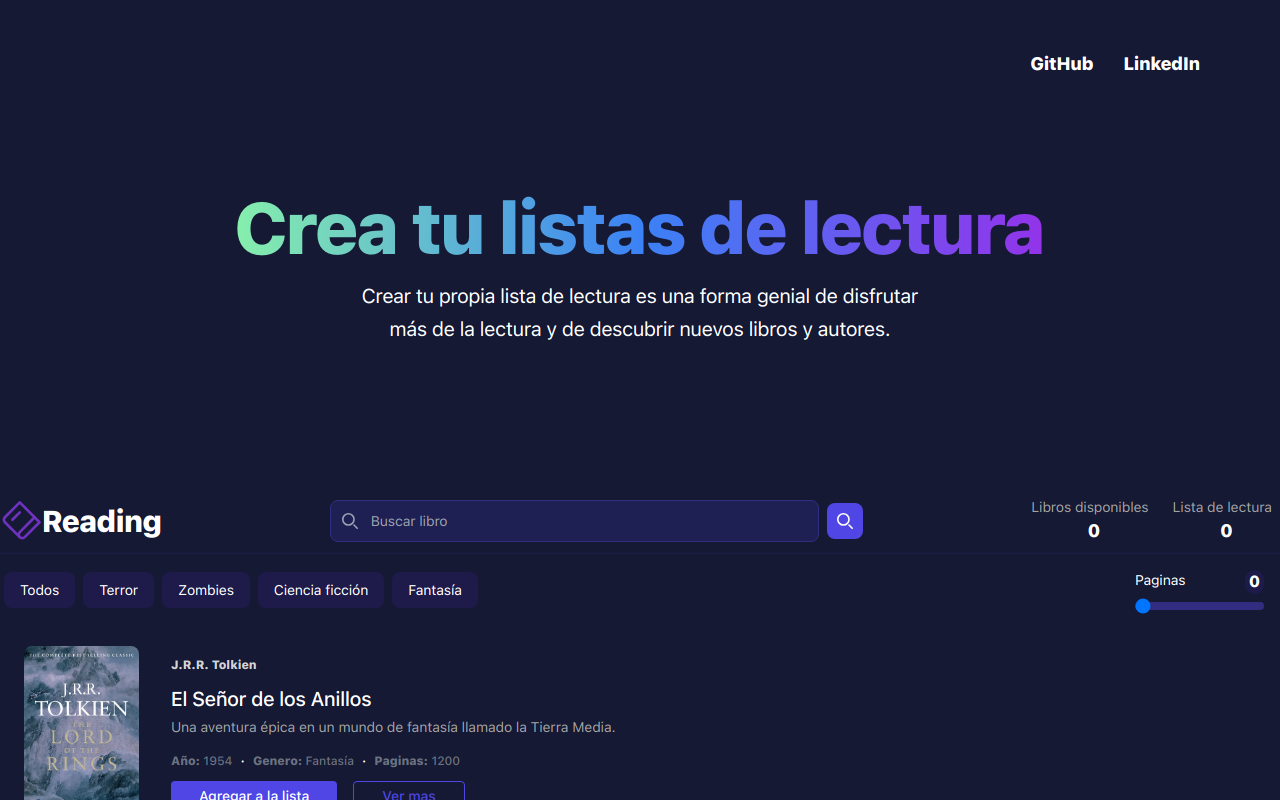 GitHub LinkedIn
Crea tu listas de lectura
Crear tu propia lista de lectura es una forma genial de disfrutar
más de la lectura y de descubrir nuevos libros y autores.
Reading
Buscar libro
Libros disponibles
0
Lista de lectura
0
Todos Terror Zombies Ciencia ficción Fantasía
Paginas 0
THE COMPLETE BEST SELLING CLASSIC
J.R.R.
TOLKIEN
THE
LORD
OF THE
RINGS
J.R.R. Tolkien
El Señor de los Anillos
Una aventura épica en un mundo de fantasía llamado la Tierra Media.
Año: 1954 • Genero: Fantasía • Paginas: 1200
Agregar a la lista Ver mas